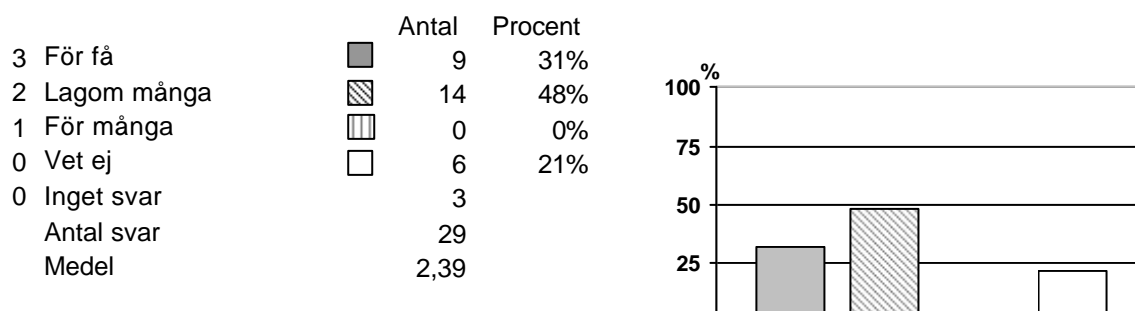 Antal Procent
3 För få 9 31%
2 Lagom många 14 48%
1 För många 0 0%
0 Vet ej 6 21%
0 Inget svar 3
Antal svar 29
Medel 2,39
%
100
75
50
25